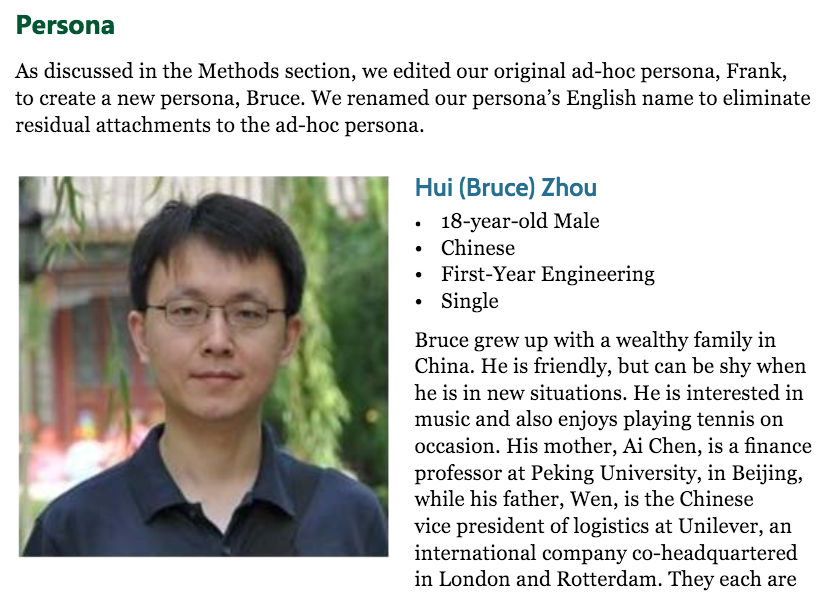 Persona
As discussed in the Methods section, we edited our original ad-hoc persona, Frank,
to create a new persona, Bruce. We renamed our persona’s English name to eliminate
residual attachments to the ad-hoc persona.
Hui (Bruce) Zhou
• 18-year-old Male
• Chinese
• First-Year Engineering
• Single
Bruce grew up with a wealthy family in
China. He is friendly, but can be shy when
he is in new situations. He is interested in
music and also enjoys playing tennis on
occasion. His mother, Ai Chen, is a finance
professor at Peking University, in Beijing,
while his father, Wen, is the Chinese
vice president of logistics at Unilever, an
international company co-headquartered
in London and Rotterdam. They each are